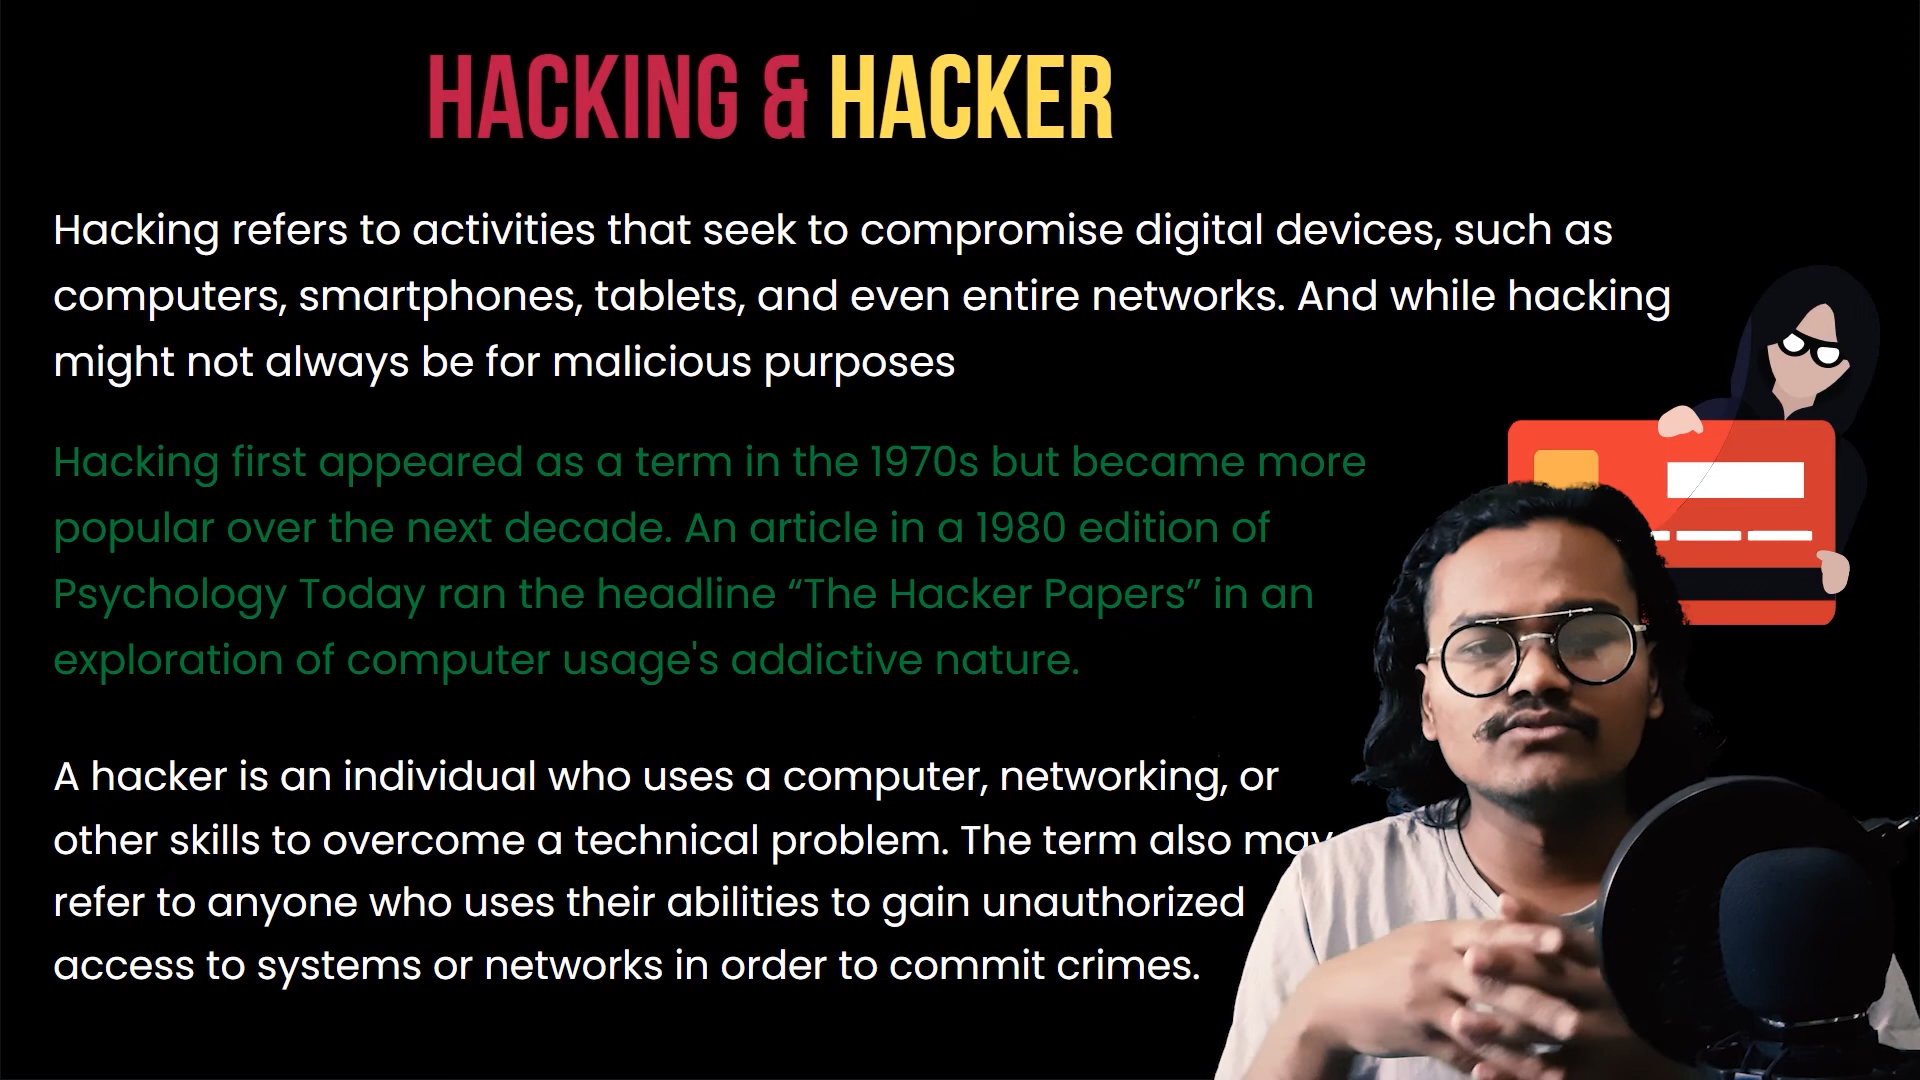 HACKING & HACKER
Hacking refers to activities that seek to compromise digital devices, such as
computers, smartphones, tablets, and even entire networks. And while hacking
might not always be for malicious purposes
Hacking first appeared as a term in the 1970s but became more
popular over the next decade. An article in a 1980 edition of
Psychology Today ran the headline “The Hacker Papers” in an
exploration of computer usage's addictive nature.
A hacker is an individual who uses a computer, networking, or
other skills to overcome a technical problem. The term also may
refer to anyone who uses their abilities to gain unauthorized
access to systems or networks in order to commit crimes.